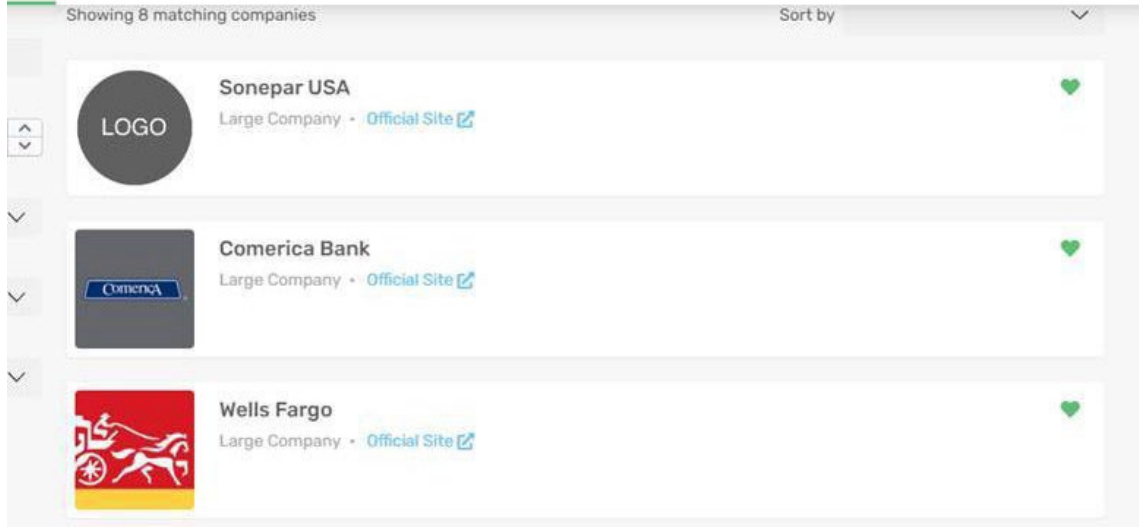 Showing 8 matching companies
Sort by
LOGO
Sonepar USA
Large Company • Official Site
COMERICA
Comerica Bank
Large Company • Official Site
Wells Fargo
Large Company • Official Site